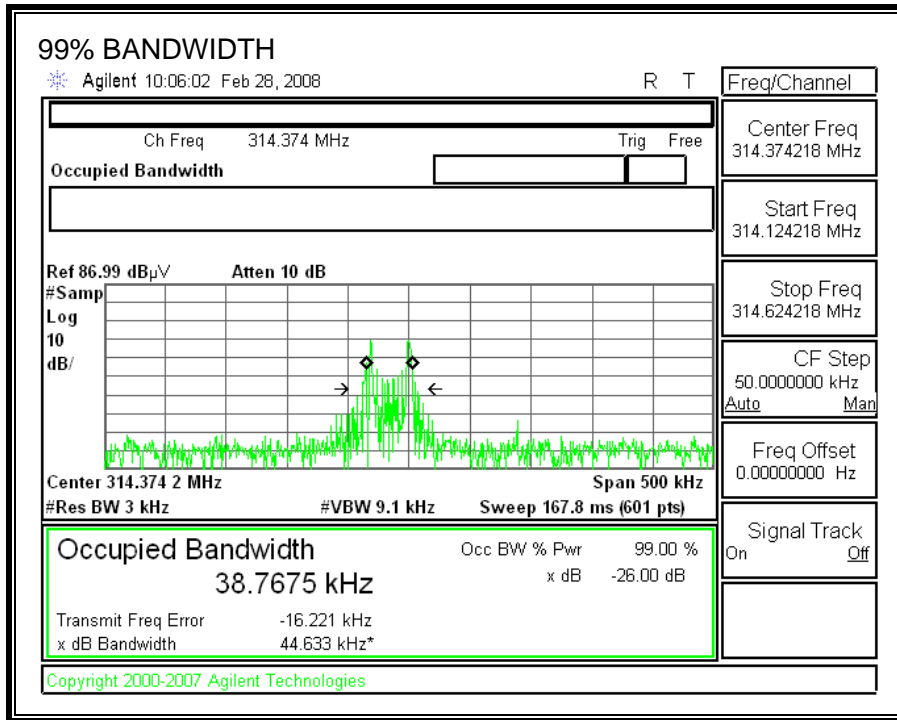 99% BANDWIDTH
Agilent 10:06:02 Feb 28, 2008 R T
Ch Freq 314.374 MHz Trig Free
Occupied Bandwidth
Ref 86.99 dBµV Atten 10 dB
#Samp
Log
10
dB/
Center 314.374 2 MHz Span 500 kHz
#Res BW 3 kHz #VBW 9.1 kHz Sweep 167.8 ms (601 pts)
Occupied Bandwidth Occ BW % Pwr 99.00 %
38.7675 kHz x dB -26.00 dB
Transmit Freq Error -16.221 kHz
x dB Bandwidth 44.633 kHz*
Copyright 2000-2007 Agilent Technologies
Freq/Channel
Center Freq
314.374218 MHz
Start Freq
314.124218 MHz
Stop Freq
314.624218 MHz
CF Step
50.0000000 kHz
Auto Man
Freq Offset
0.00000000 Hz
Signal Track
On Off